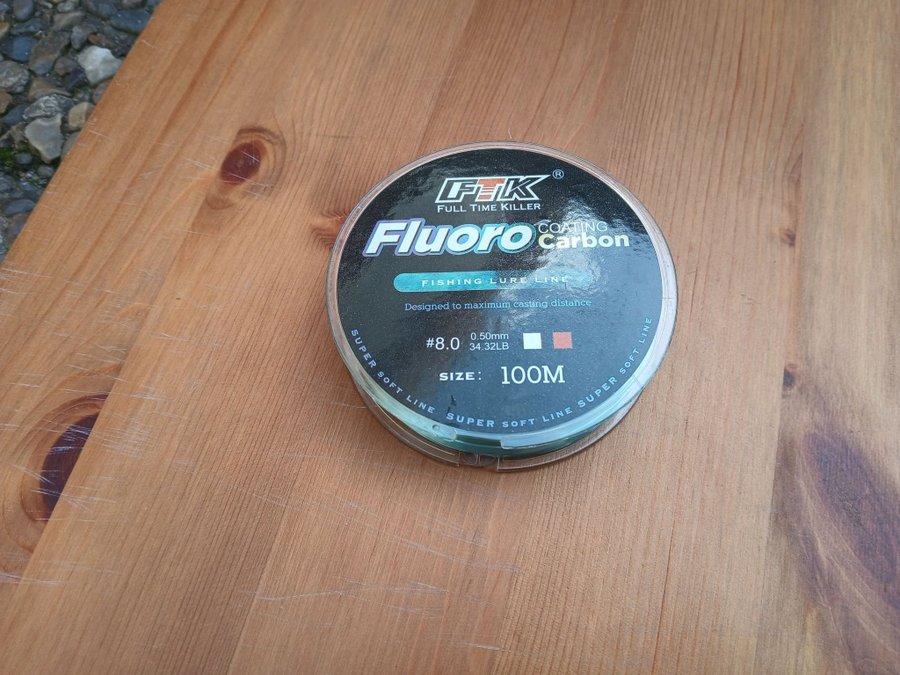 FTK®
FULL TIME KILLER
Fluoro COATING Carbon
FISHING LURE LINE
Designed to maximum casting distance
#8.0 0.50mm 34.32LB
SIZE: 100M
SUPER SOFT LINE SUPER SOFT LINE SUPER SOFT LINE